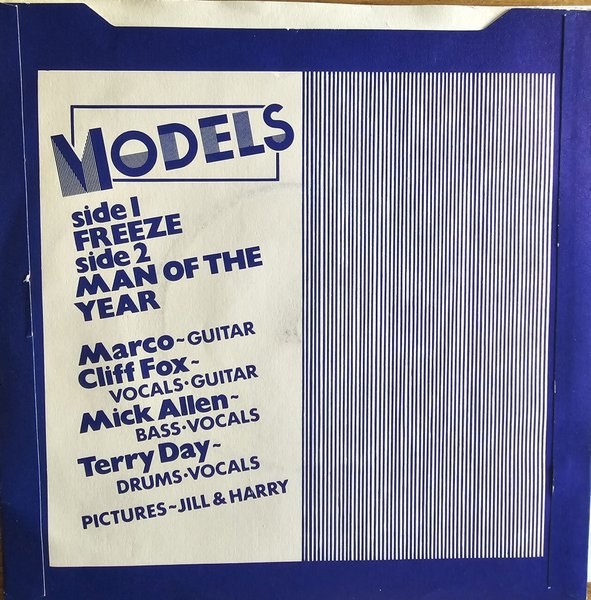 MODELS
side 1
FREEZE
side 2
MAN OF THE
YEAR
Marco~GUITAR
Cliff Fox~
VOCALS·GUITAR
Mick Allen~
BASS·VOCALS
Terry Day~
DRUMS·VOCALS
PICTURES~JILL & HARRY